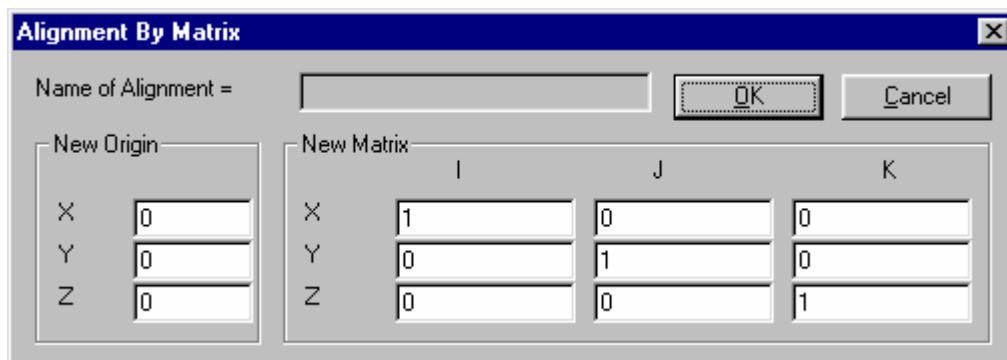 Alignment By Matrix
Name of Alignment = OK Cancel
New Origin New Matrix
I J K
X 0 X 1 0 0
Y 0 Y 0 1 0
Z 0 Z 0 0 1